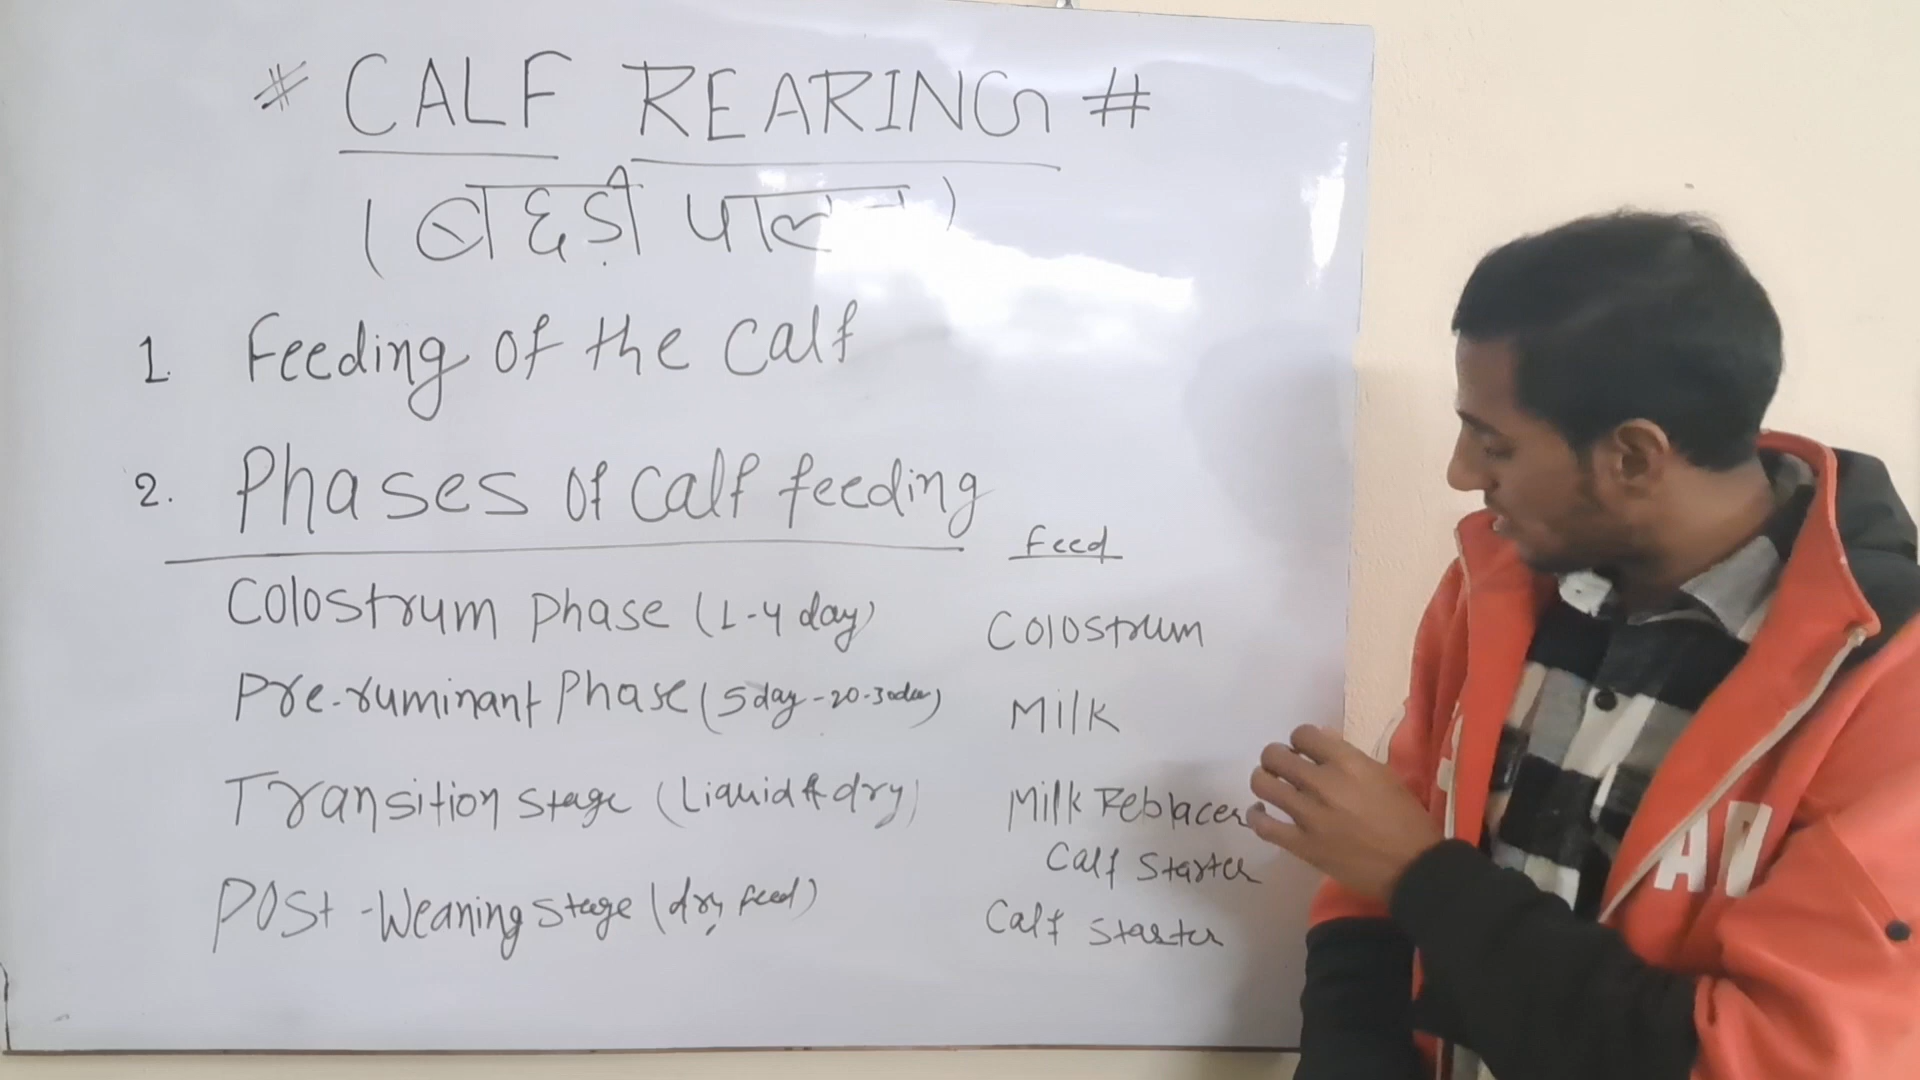 # CALF REARING #
(बाछड़ी पालन)
1. Feeding of the calf
2. Phases of calf feeding
Feed
Colostrum phase (1-4 day) Colostrum
Pre-ruminant Phase (5 day - 20-30 day) Milk
Transition stage (Liquid & dry) Milk Replacer
Calf Starter
Post-Weaning stage (dry feed) Calf starter